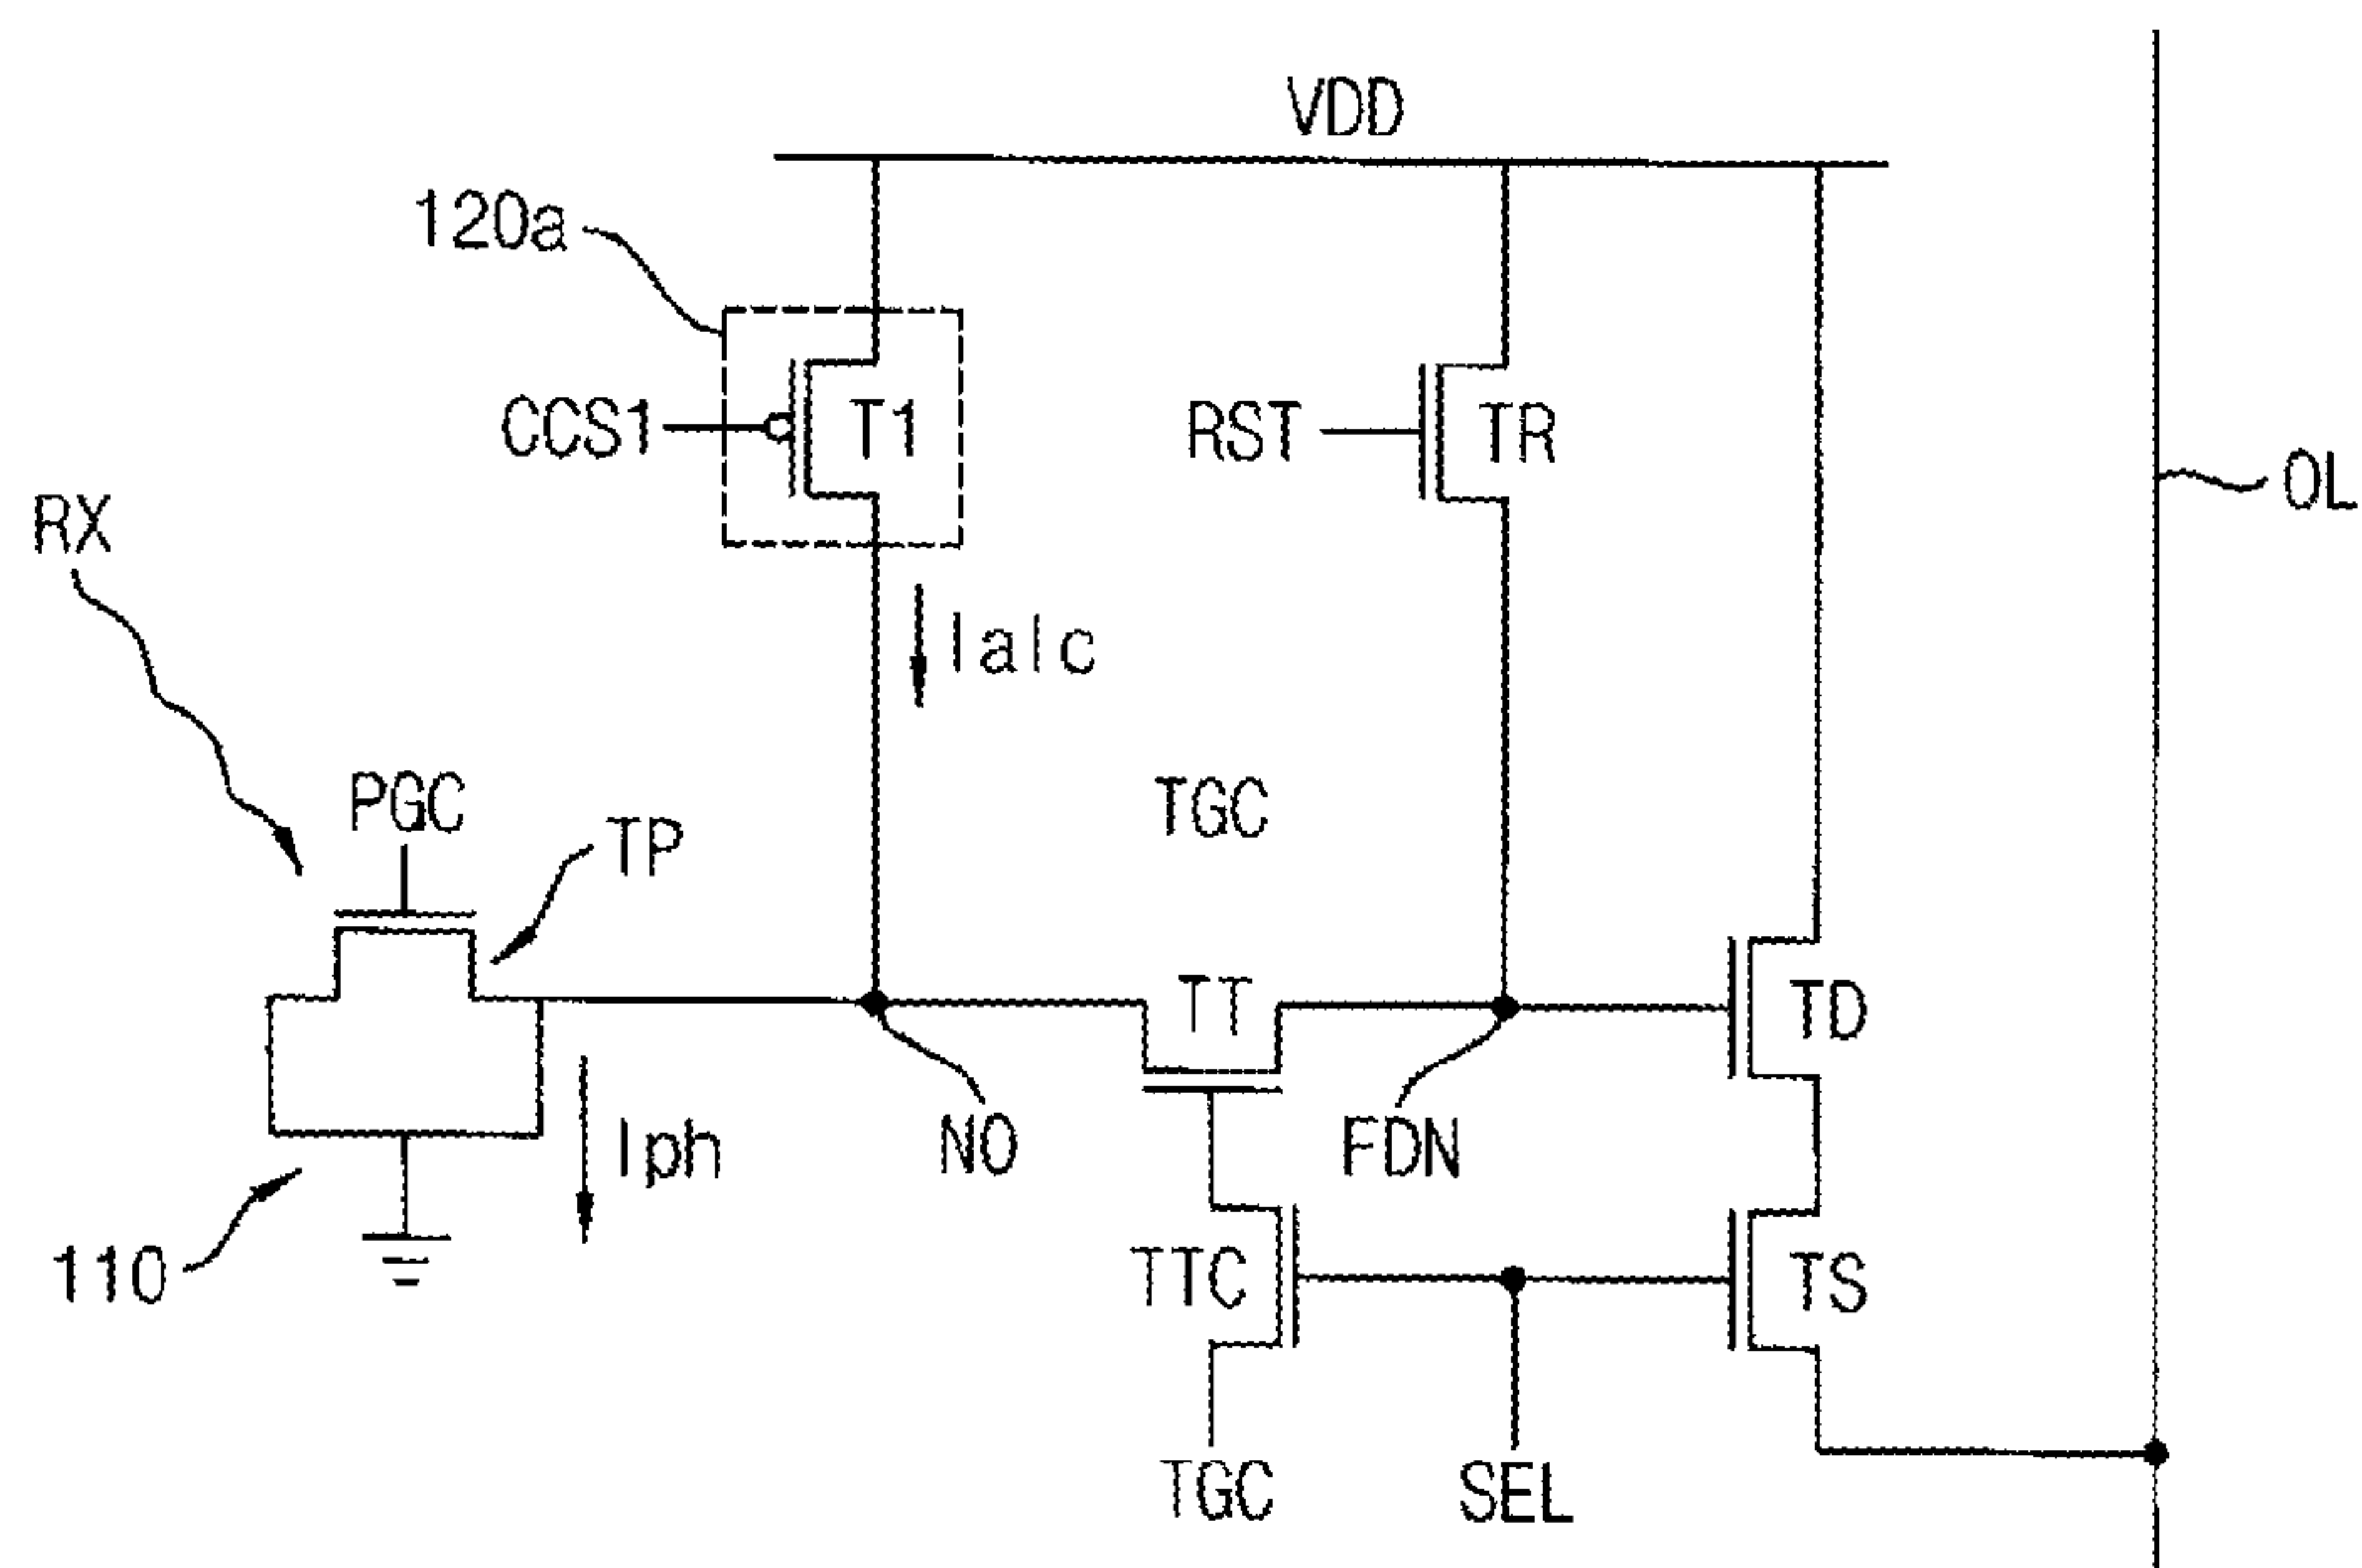 VDD
120a
CCS1
T1
RST
TR
OL
RX
Ialc
PGC
TP
TGC
TT
TD
Iph
NO
FDN
110
TTC
TS
TGC
SEL